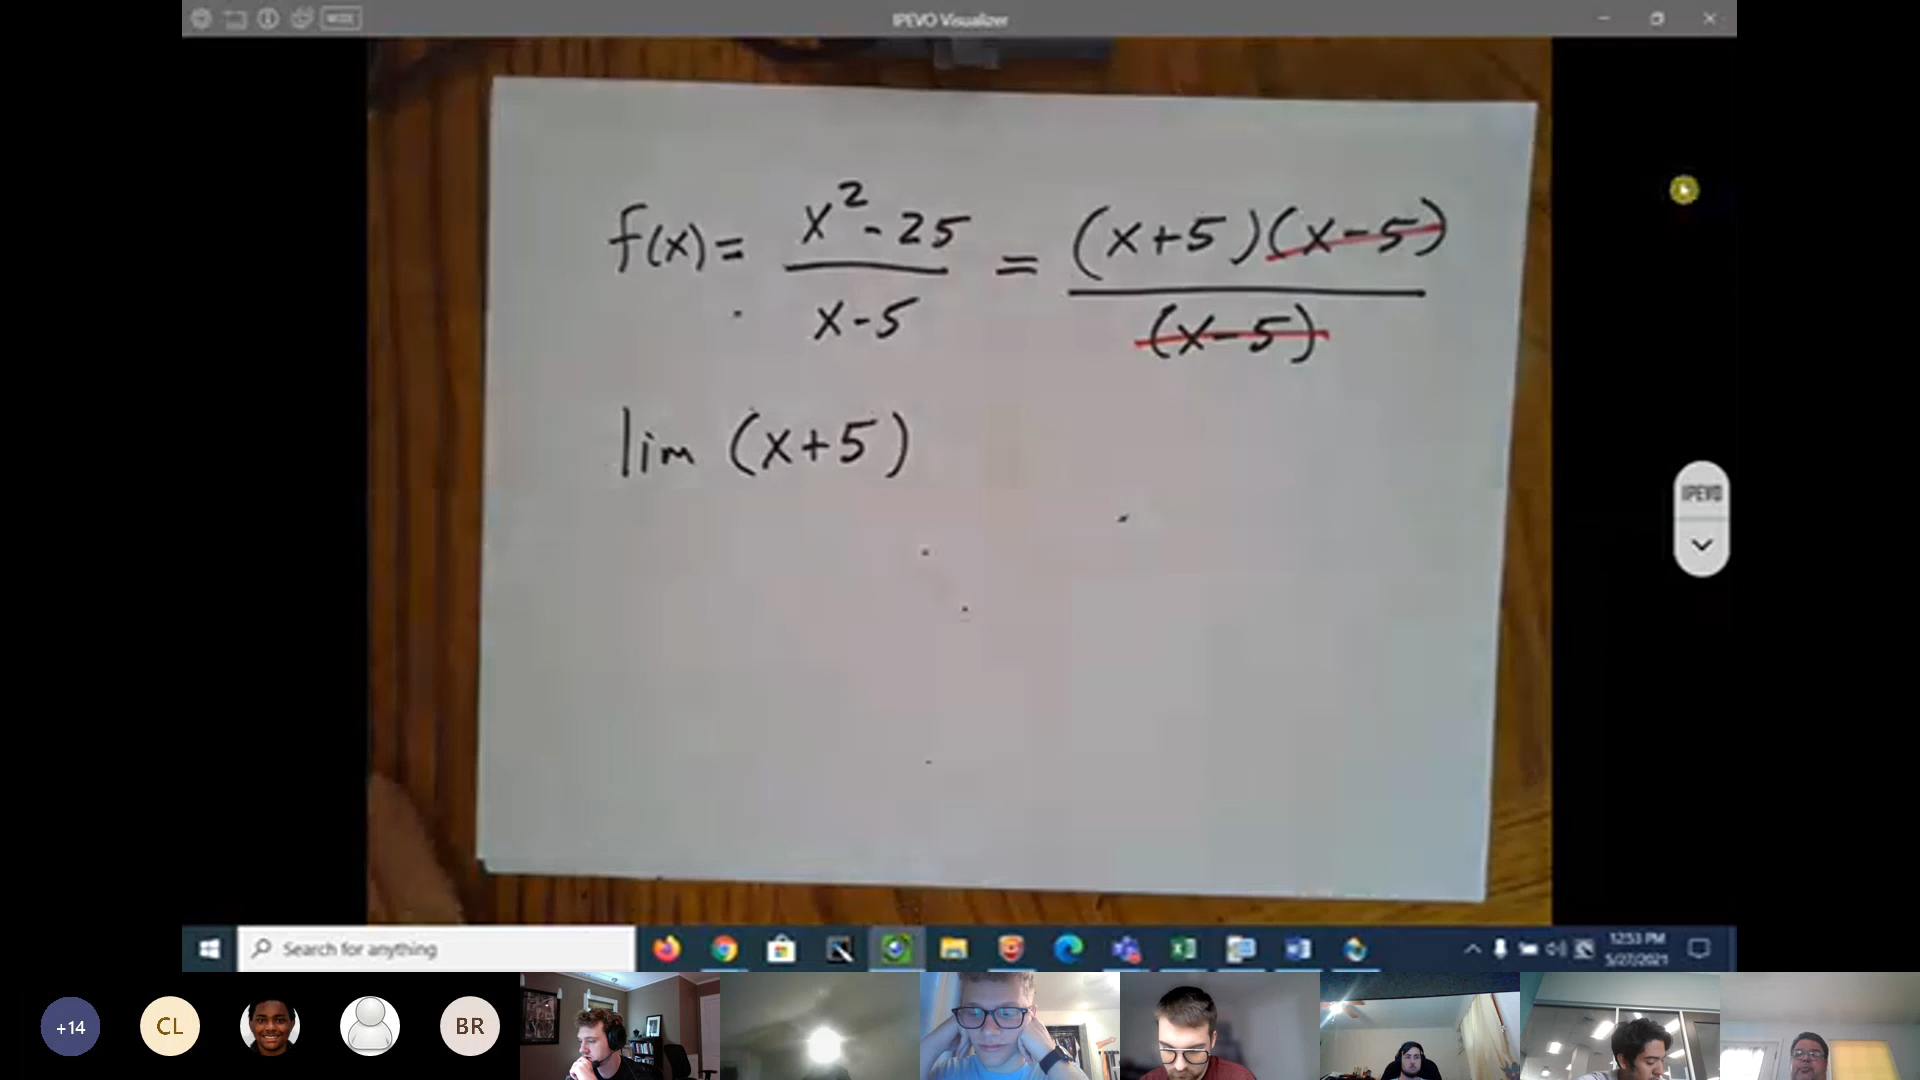 IPEVO Visualizer
f(x) = x² - 25 / x - 5 = (x+5)(x-5) / (x-5)
lim (x+5)
IPEVO
Search for anything
12:53 PM
5/27/2021
+14
CL
BR